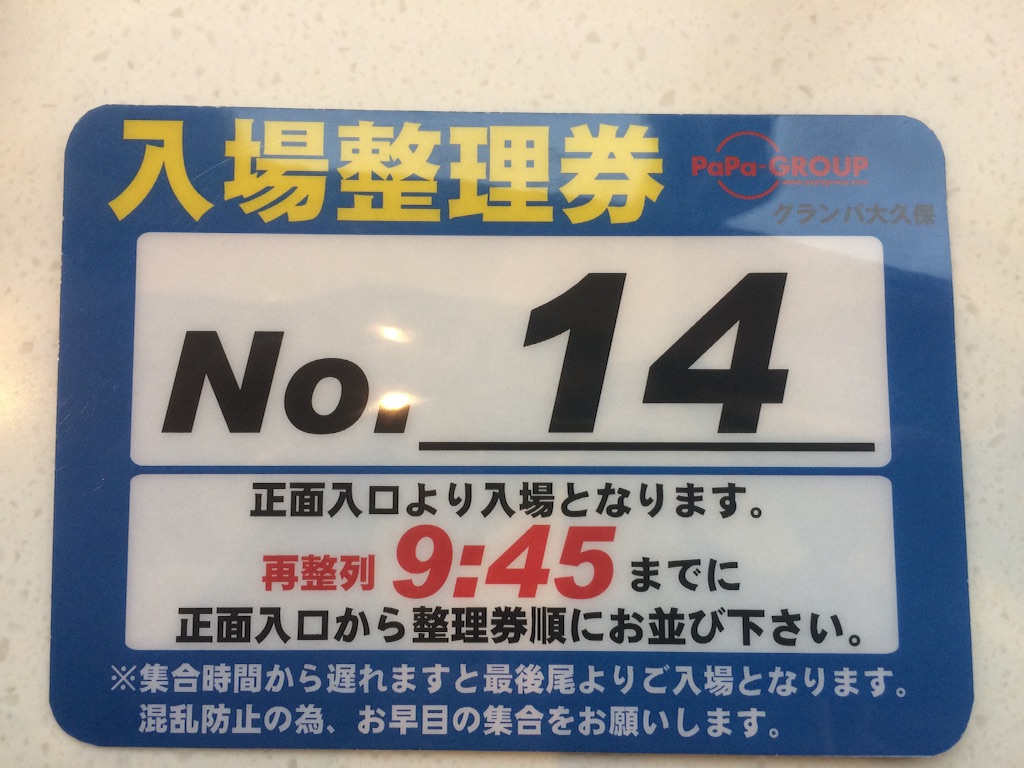 入場整理券
PaPa-GROUP
グランパ大久保
No. 14
正面入口より入場となります。
再整列 9:45 までに
正面入口から整理券順にお並び下さい。
※集合時間から遅れますと最後尾よりご入場となります。
混乱防止の為、お早目の集合をお願いします。